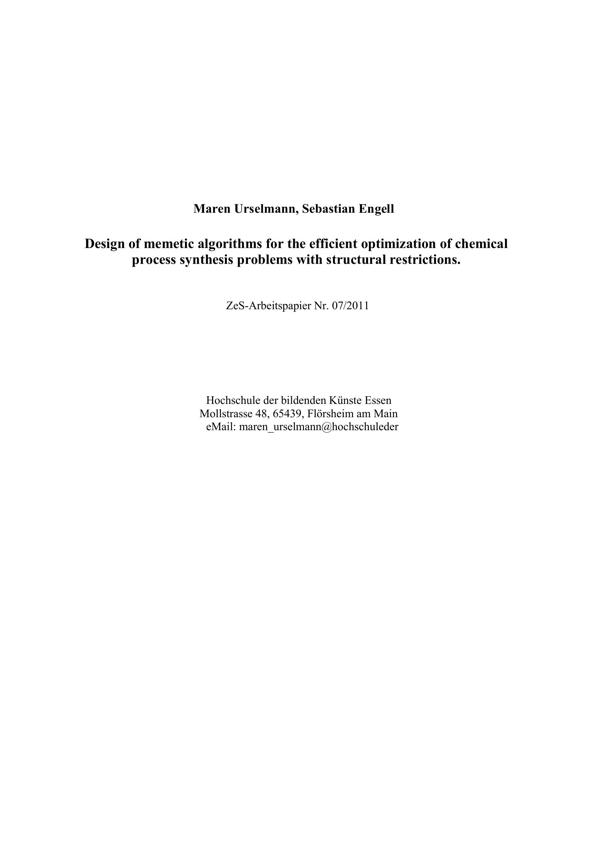 Maren Urselmann, Sebastian Engell
Design of memetic algorithms for the efficient optimization of chemical
process synthesis problems with structural restrictions.
ZeS-Arbeitspapier Nr. 07/2011
Hochschule der bildenden Künste Essen
Mollstrasse 48, 65439, Flörsheim am Main
eMail: maren_urselmann@hochschuleder